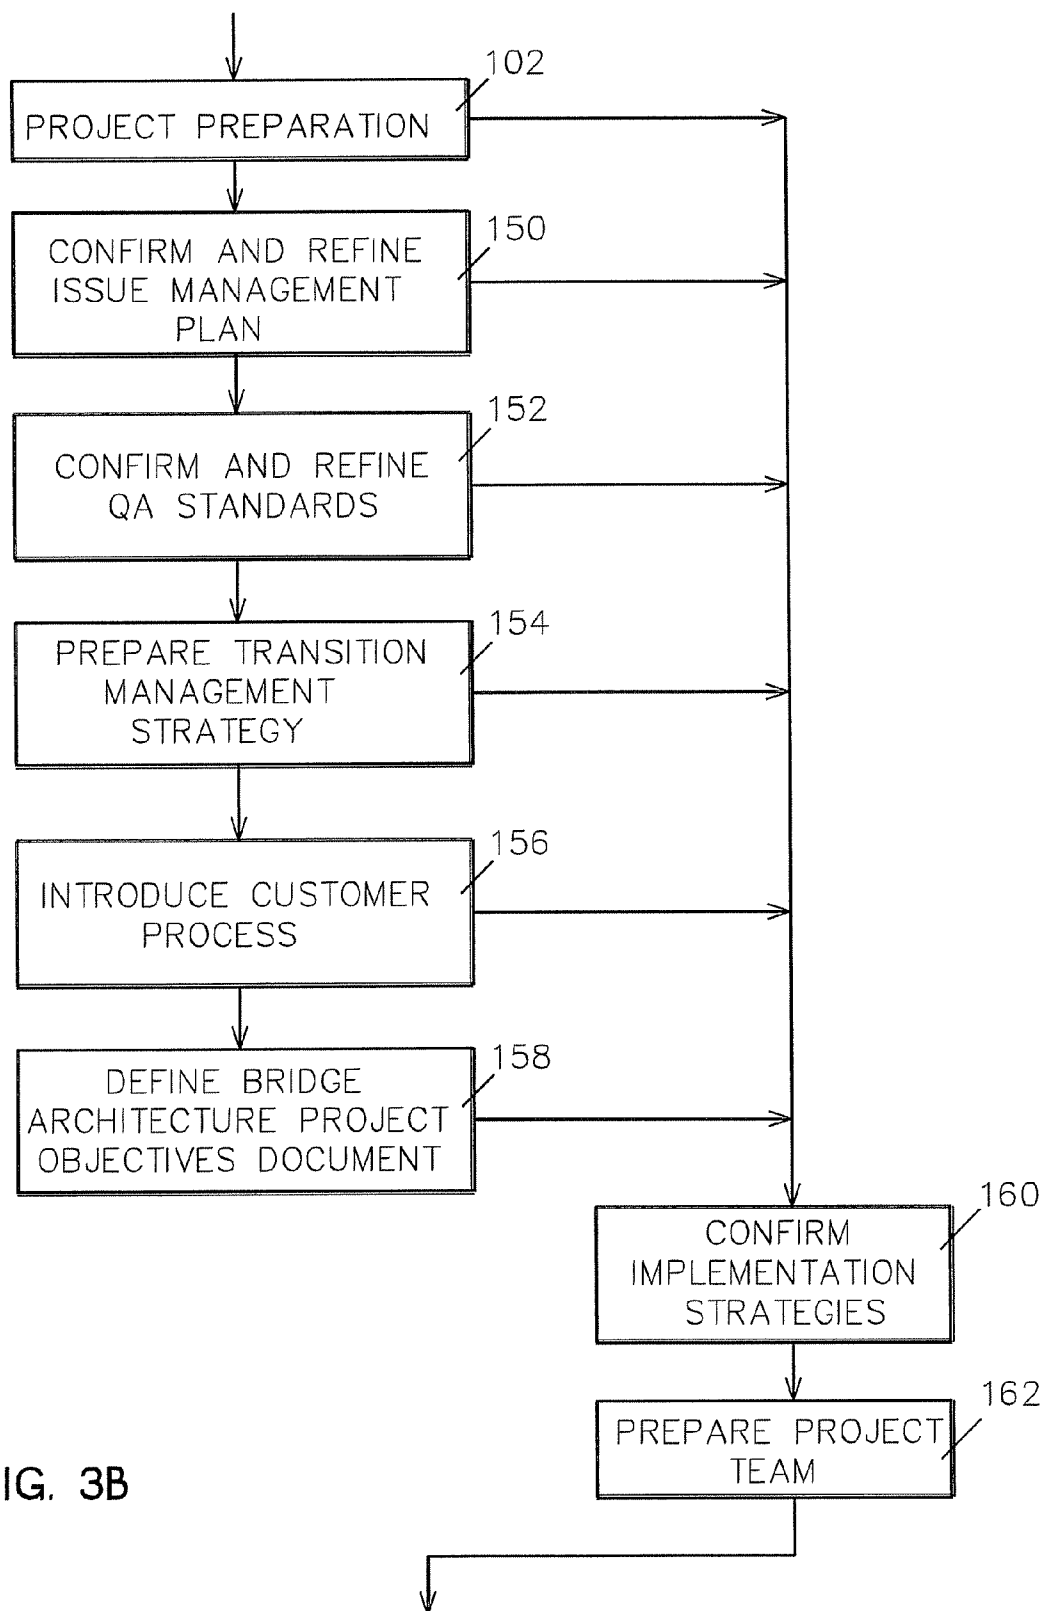 102
PROJECT PREPARATION
150
CONFIRM AND REFINE
ISSUE MANAGEMENT
PLAN
152
CONFIRM AND REFINE
QA STANDARDS
154
PREPARE TRANSITION
MANAGEMENT
STRATEGY
156
INTRODUCE CUSTOMER
PROCESS
158
DEFINE BRIDGE
ARCHITECTURE PROJECT
OBJECTIVES DOCUMENT
160
CONFIRM
IMPLEMENTATION
STRATEGIES
162
PREPARE PROJECT
TEAM
IG. 3B